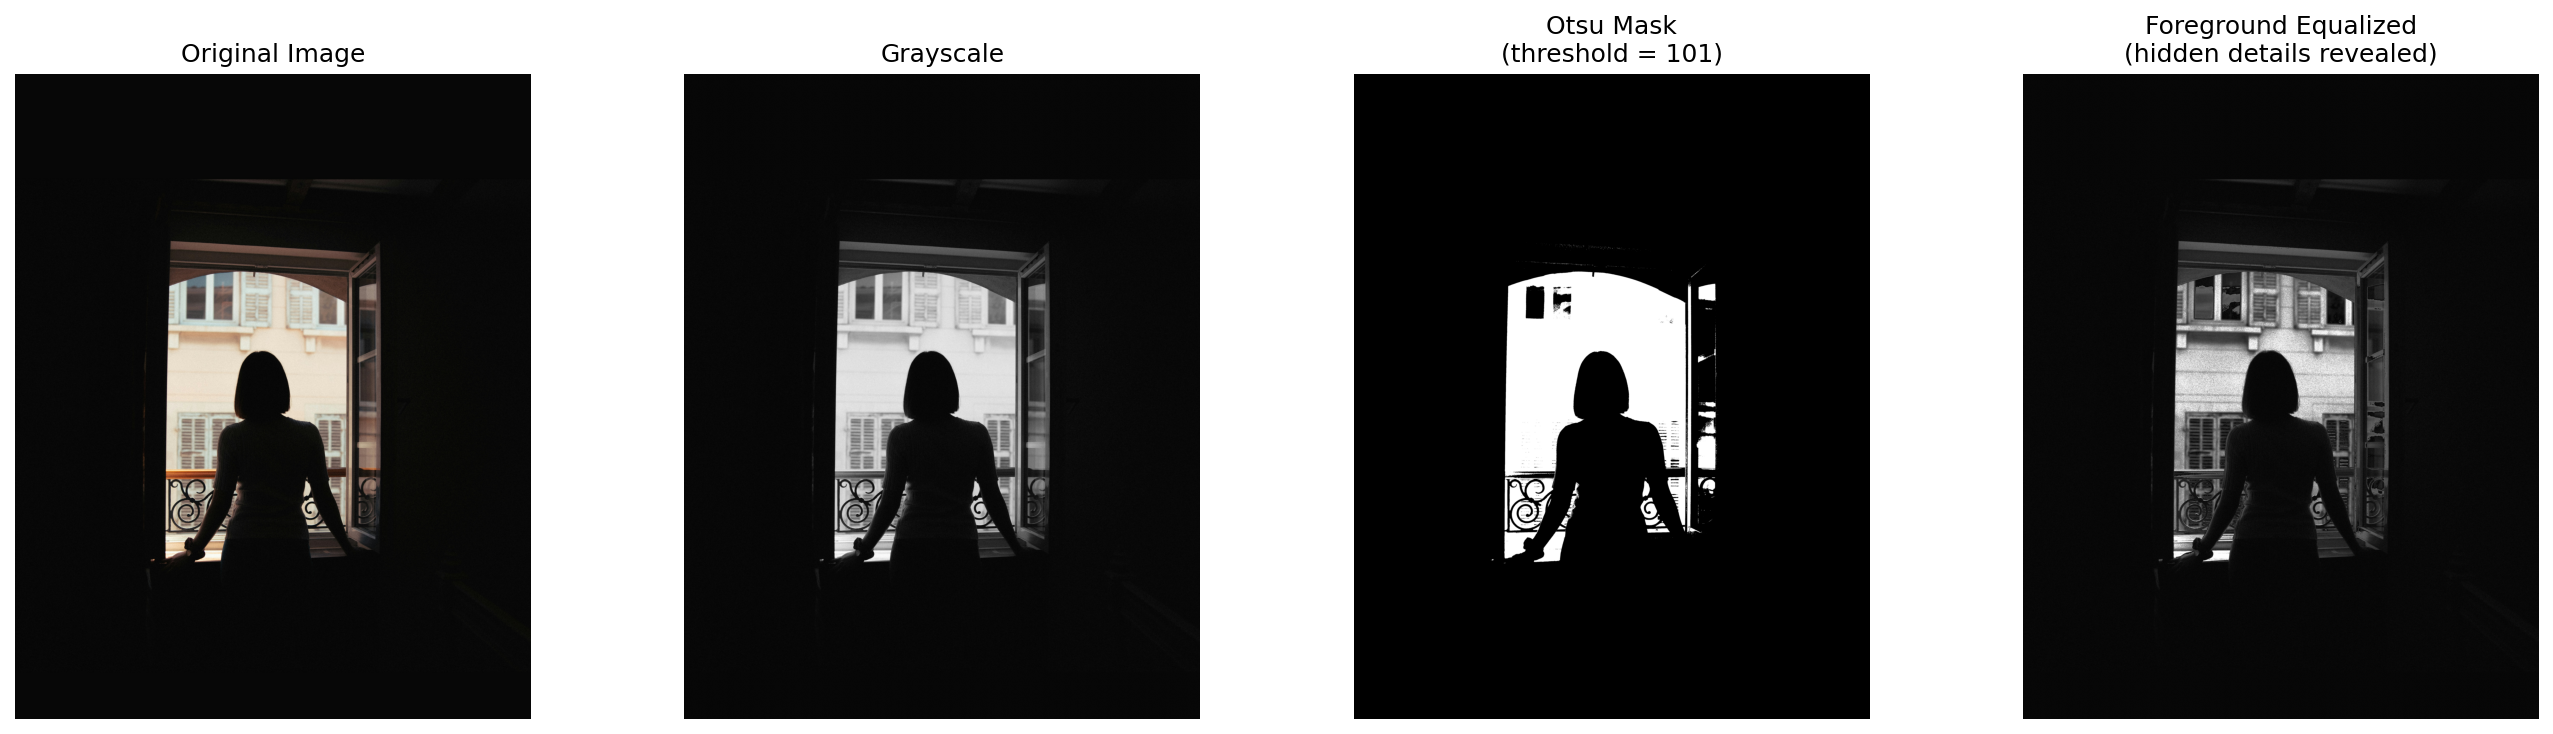 Original Image
Grayscale
Otsu Mask
(threshold = 101)
Foreground Equalized
(hidden details revealed)